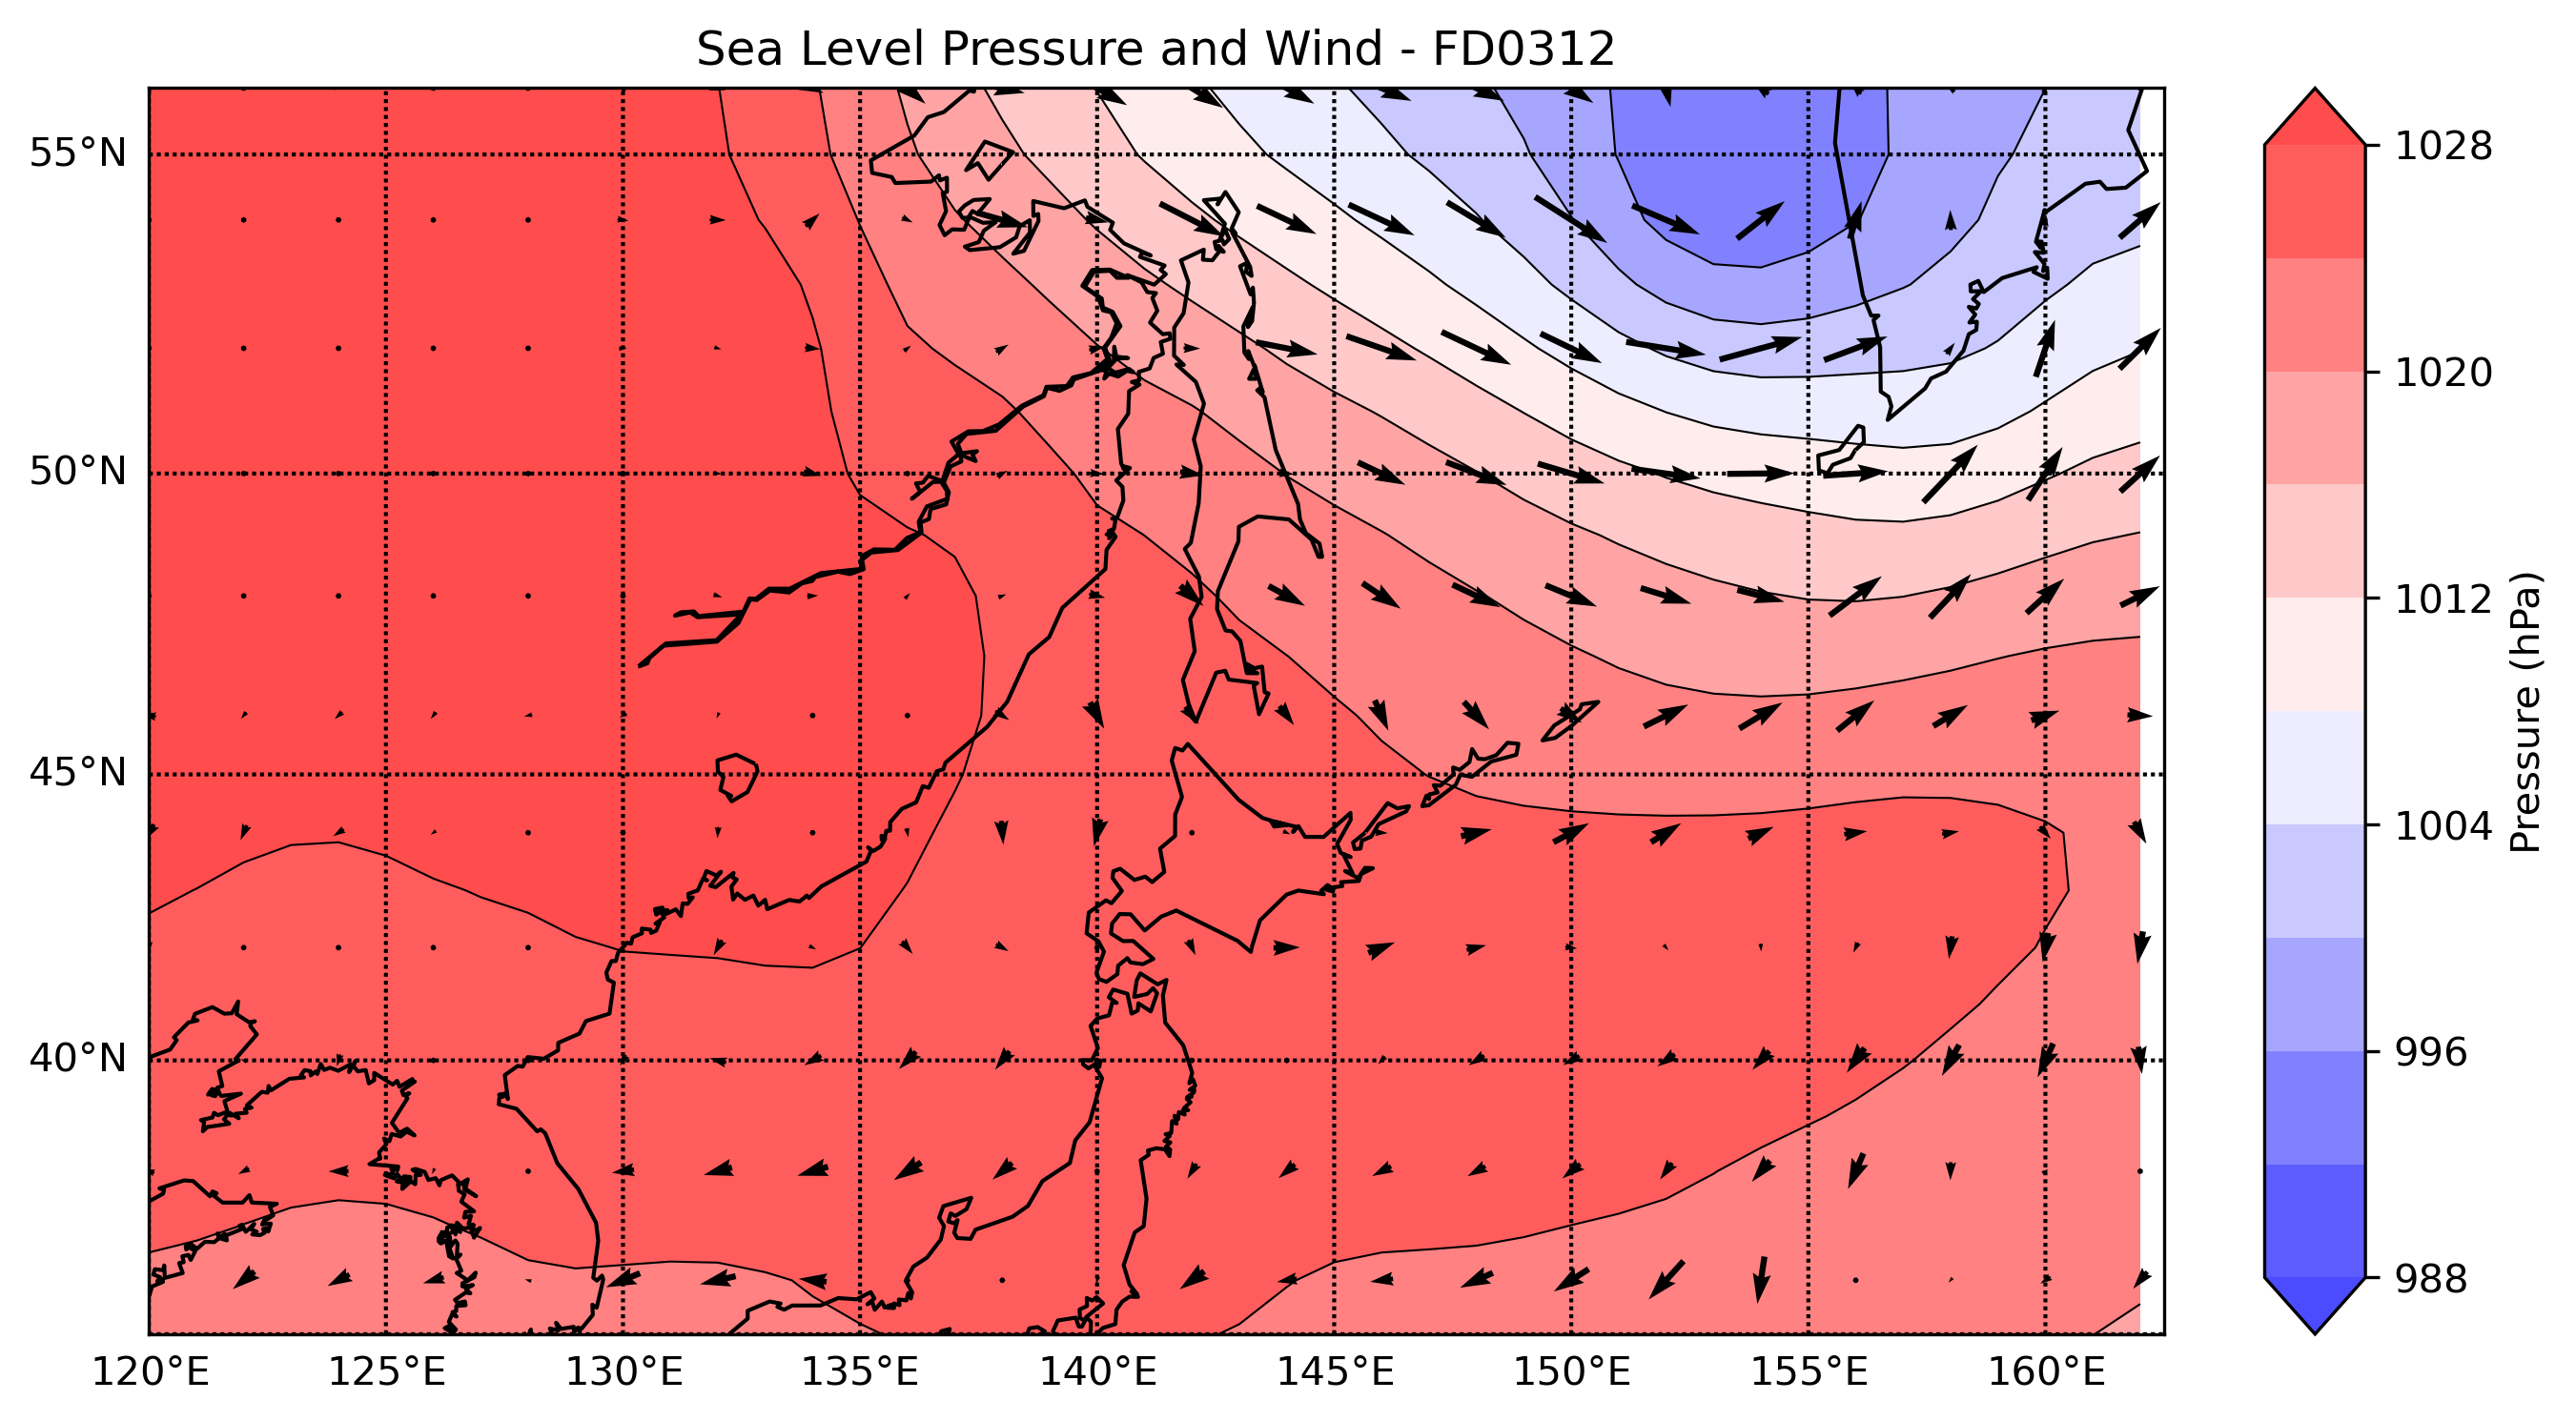 Sea Level Pressure and Wind - FD0312
55°N
50°N
45°N
40°N
120°E 125°E 130°E 135°E 140°E 145°E 150°E 155°E 160°E
1028
1020
1012
1004
996
988
Pressure (hPa)